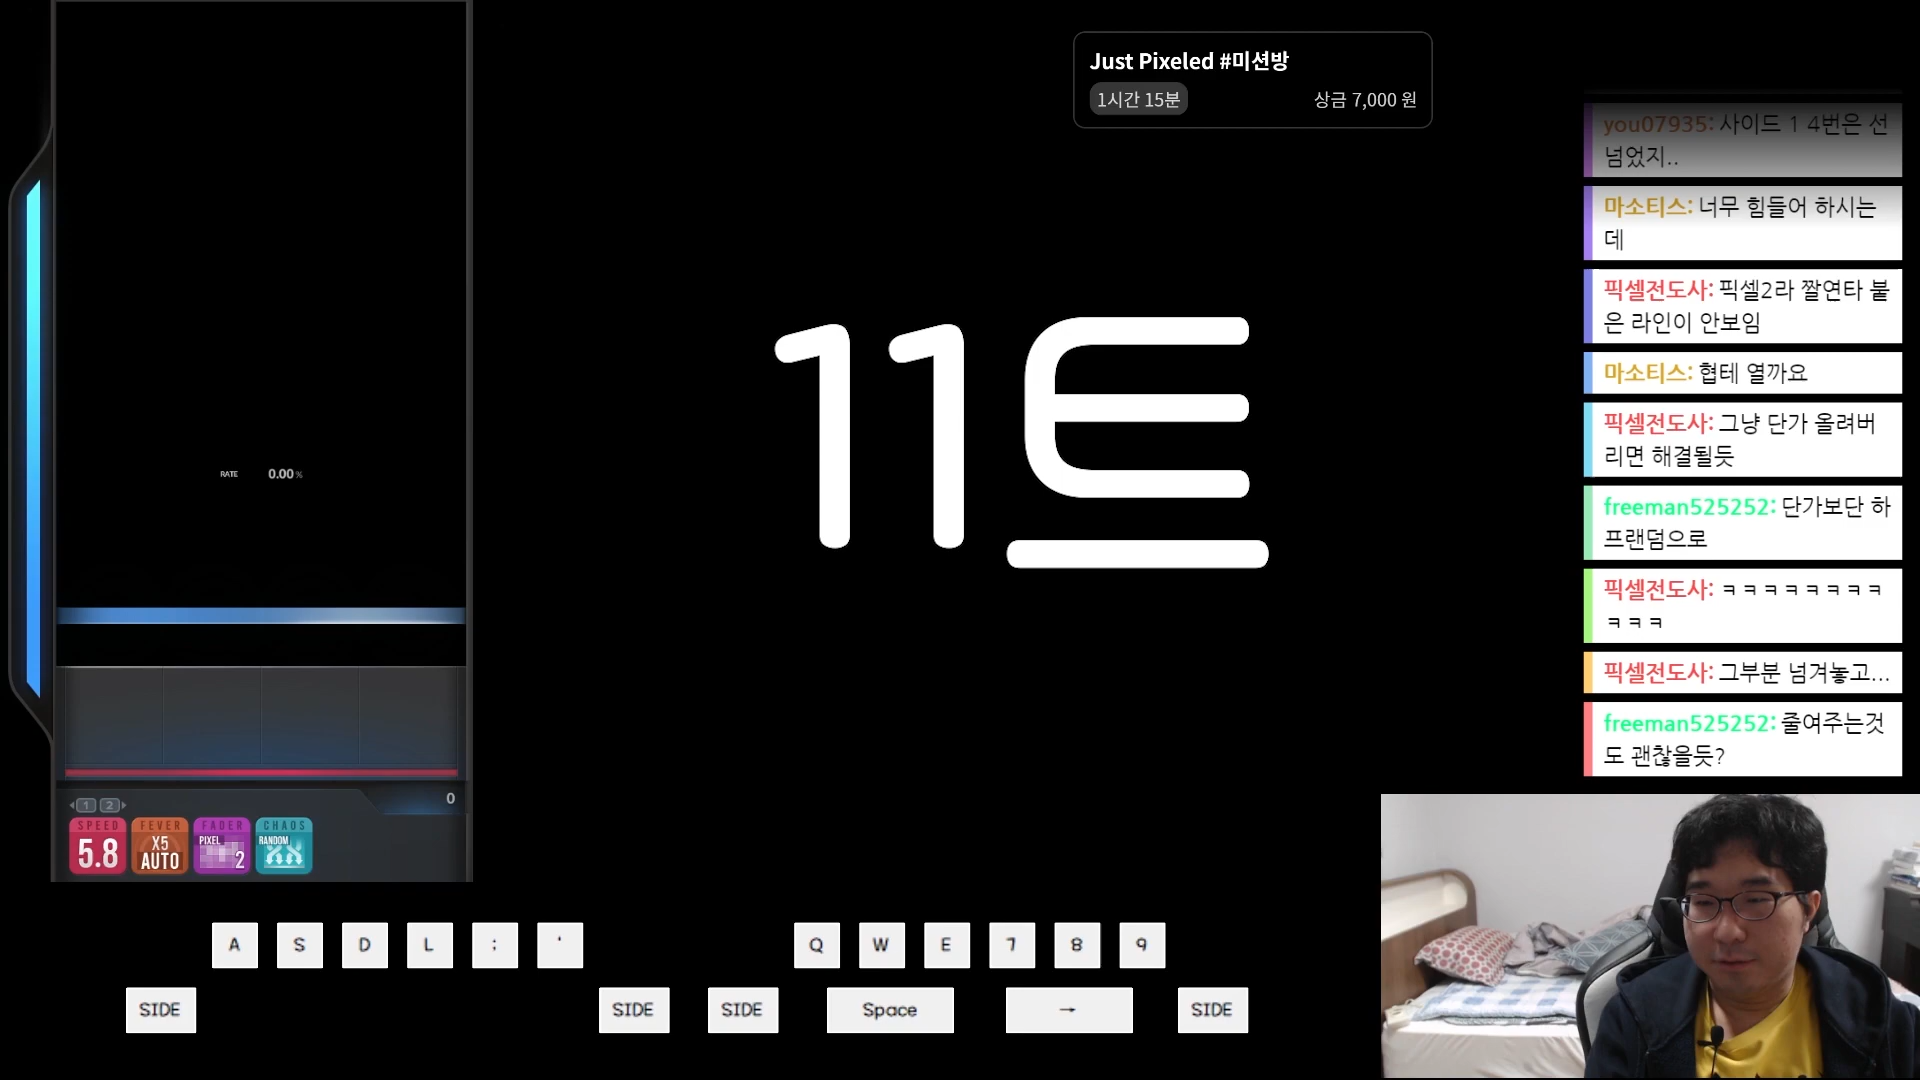 Just Pixeled #미션방
1시간 15분
상금 7,000 원
11트
you07935: 사이드 1 4번은 선
넘었지..
마소티스: 너무 힘들어 하시는
데
픽셀전도사: 픽셀2라 짤연타 붙
은 라인이 안보임
마소티스: 협테 열까요
픽셀전도사: 그냥 단가 올려버
리면 해결될듯
freeman525252: 단가보단 하
프랜덤으로
픽셀전도사: ㅋㅋㅋㅋㅋㅋㅋㅋ
ㅋㅋㅋ
픽셀전도사: 그부분 넘겨놓고...
freeman525252: 줄여주는것
도 괜찮을듯?
RATE 0.00 %
0
1 2
SPEED
5.8
FEVER
X5
AUTO
FADER
PIXEL
2
CHAOS
RANDOM
A S D L ; '
Q W E 7 8 9
SIDE SIDE SIDE Space → SIDE